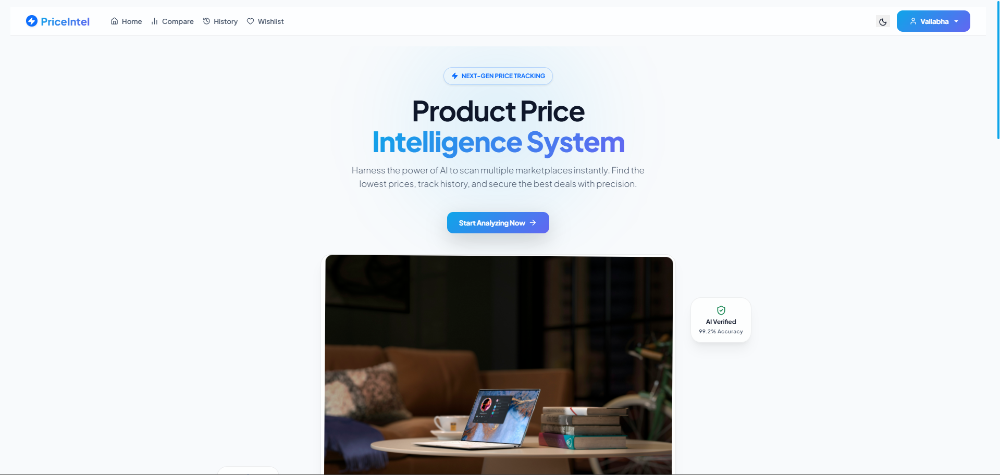 PriceIntel
Home
Compare
History
Wishlist
Vallabha
NEXT-GEN PRICE TRACKING
Product Price
Intelligence System
Harness the power of AI to scan multiple marketplaces instantly. Find the
lowest prices, track history, and secure the best deals with precision.
Start Analyzing Now
AI Verified
99.2% Accuracy